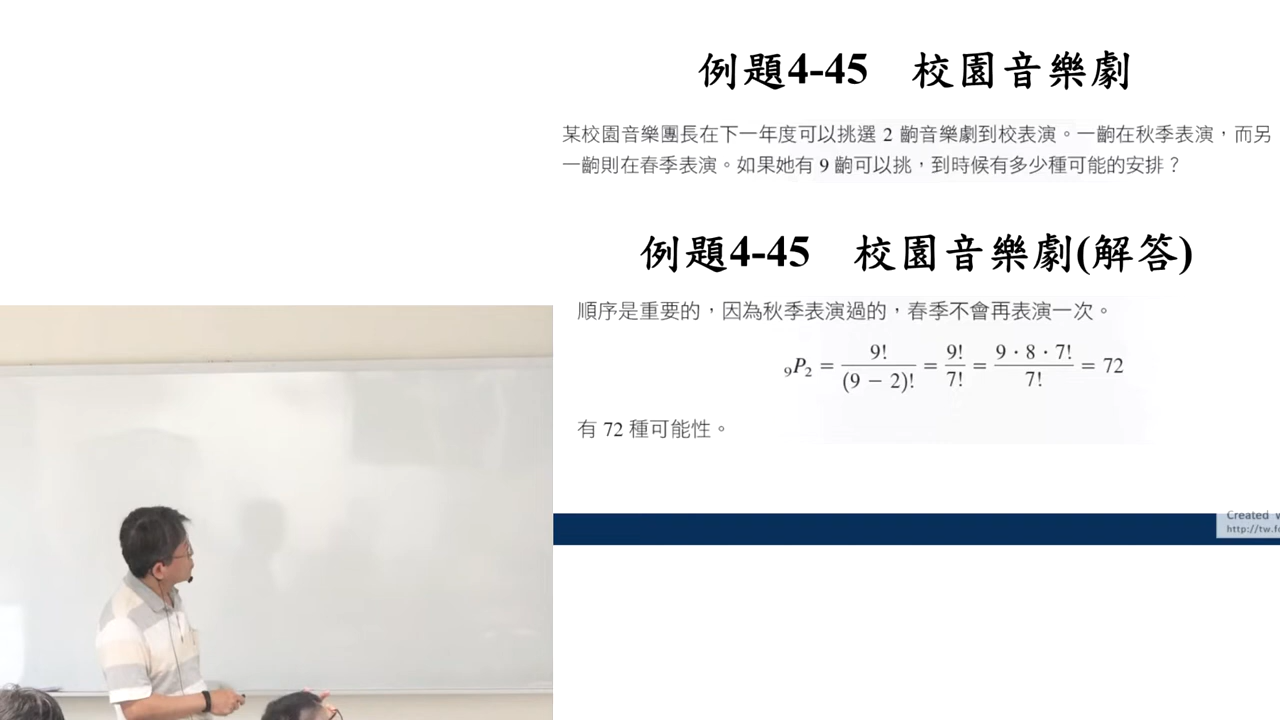 例題4-45 校園音樂劇
某校園音樂團長在下一年度可以挑選 2 齣音樂劇到校表演。一齣在秋季表演，而另
一齣則在春季表演。如果她有 9 齣可以挑，到時候有多少種可能的安排？
例題4-45 校園音樂劇(解答)
順序是重要的，因為秋季表演過的，春季不會再表演一次。
₉P₂ = 9!/(9 − 2)! = 9!/7! = 9 · 8 · 7!/7! = 72
有 72 種可能性。
Created
http://tw.f